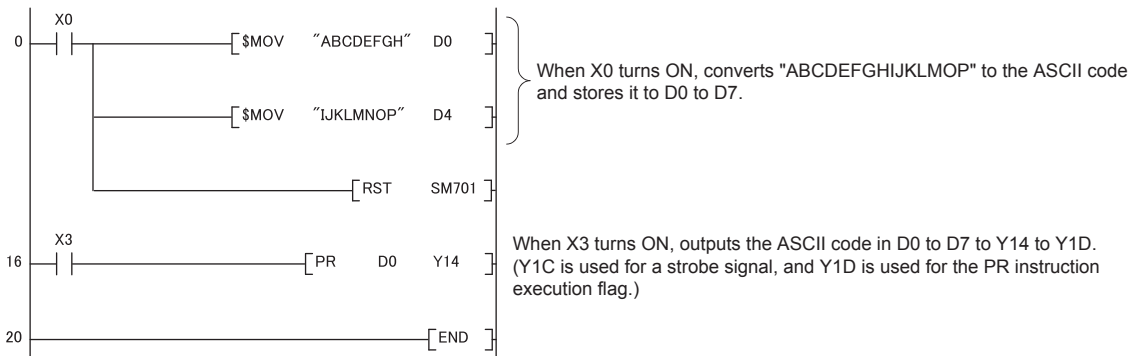 X0
0 $MOV "ABCDEFGH" D0
When X0 turns ON, converts "ABCDEFGHIJKLMOP" to the ASCII code
and stores it to D0 to D7.
$MOV "IJKLMNOP" D4
RST SM701
X3
16 PR D0 Y14
When X3 turns ON, outputs the ASCII code in D0 to D7 to Y14 to Y1D.
(Y1C is used for a strobe signal, and Y1D is used for the PR instruction
execution flag.)
20 END